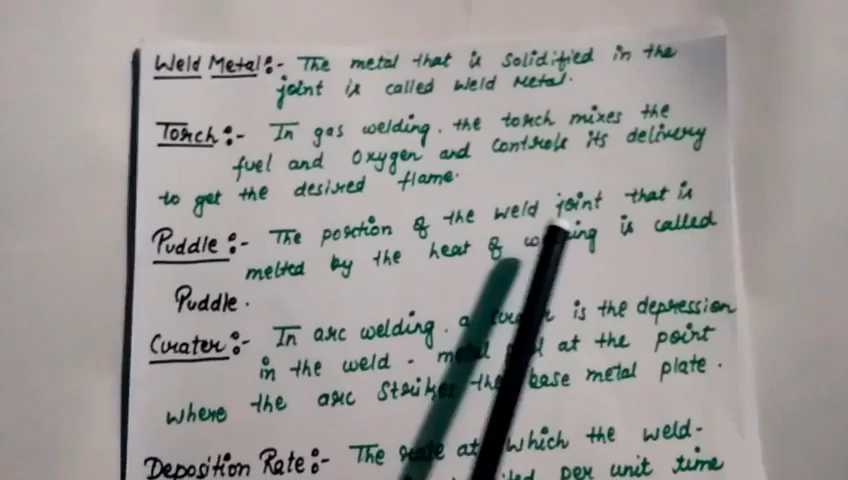 Weld Metal:- The metal that is solidified in the
joint is called weld metal.
Torch:- In gas welding. the torch mixes the
fuel and oxygen and controls its delivery
to get the desired flame.
Puddle:- The portion of the weld joint that is
melted by the heat of is called
Puddle.
Curater:- In arc welding. a is the depression
in the weld - metal at the point
where the arc strikes the base metal plate.
Deposition Rate:- The rate at which the weld-
per unit time